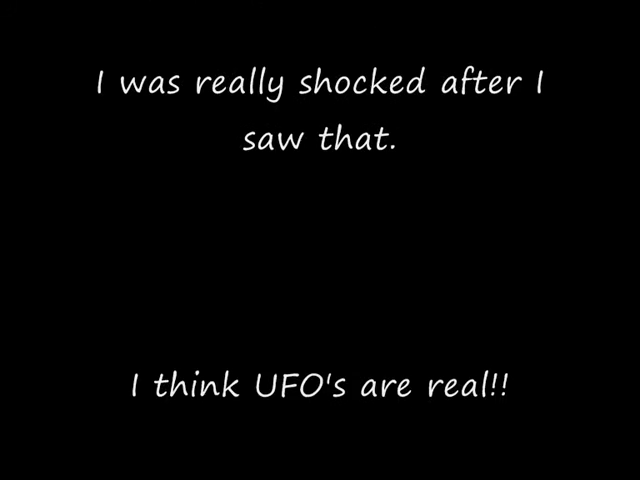 I was really shocked after I
saw that.
I think UFO's are real!!